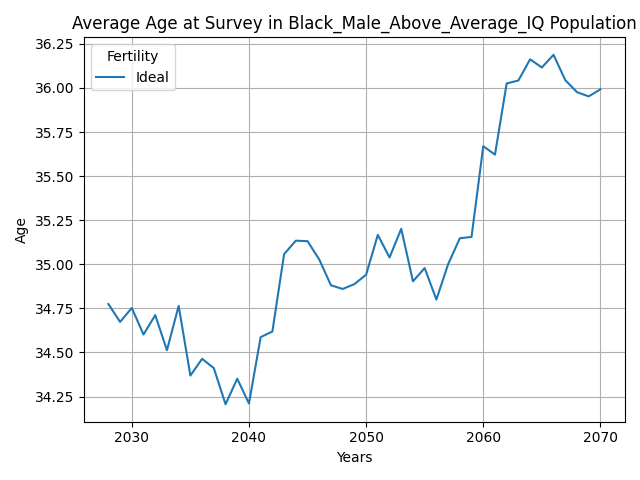 Average Age at Survey in Black_Male_Above_Average_IQ Population
Fertility
Ideal
Age
36.25
36.00
35.75
35.50
35.25
35.00
34.75
34.50
34.25
2030 2040 2050 2060 2070
Years